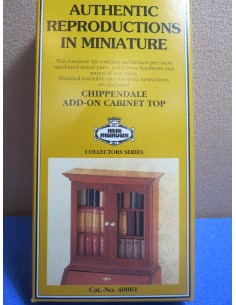 AUTHENTIC
REPRODUCTIONS
IN MINIATURE
This furniture kit contains unfinished precision
machined wood parts, solid brass hardware and
panes of real glass.
Detailed assembly and finishing instructions
are included.
CHIPPENDALE
ADD-ON CABINET TOP
mini
mundus
COLLECTORS SERIES
Cat.-No. 40003